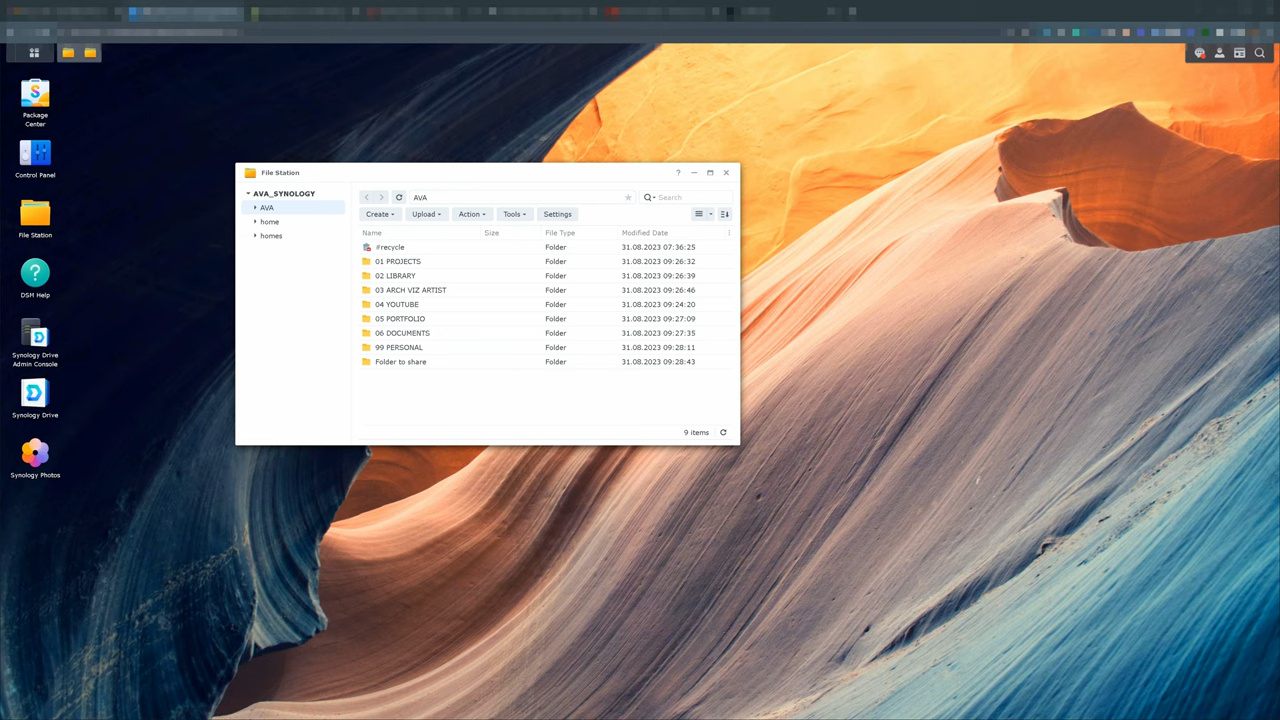 Package
Center
Control Panel
File Station
DSM Help
Synology Drive
Admin Console
Synology Drive
Synology Photos
File Station
?
AVA_SYNOLOGY
AVA
home
homes
AVA
Search
Create Upload Action Tools Settings
Name Size File Type Modified Date
#recycle Folder 31.08.2023 07:36:25
01 PROJECTS Folder 31.08.2023 09:26:32
02 LIBRARY Folder 31.08.2023 09:26:39
03 ARCH VIZ ARTIST Folder 31.08.2023 09:26:46
04 YOUTUBE Folder 31.08.2023 09:24:20
05 PORTFOLIO Folder 31.08.2023 09:27:09
06 DOCUMENTS Folder 31.08.2023 09:27:35
99 PERSONAL Folder 31.08.2023 09:28:11
Folder to share Folder 31.08.2023 09:28:43
9 items